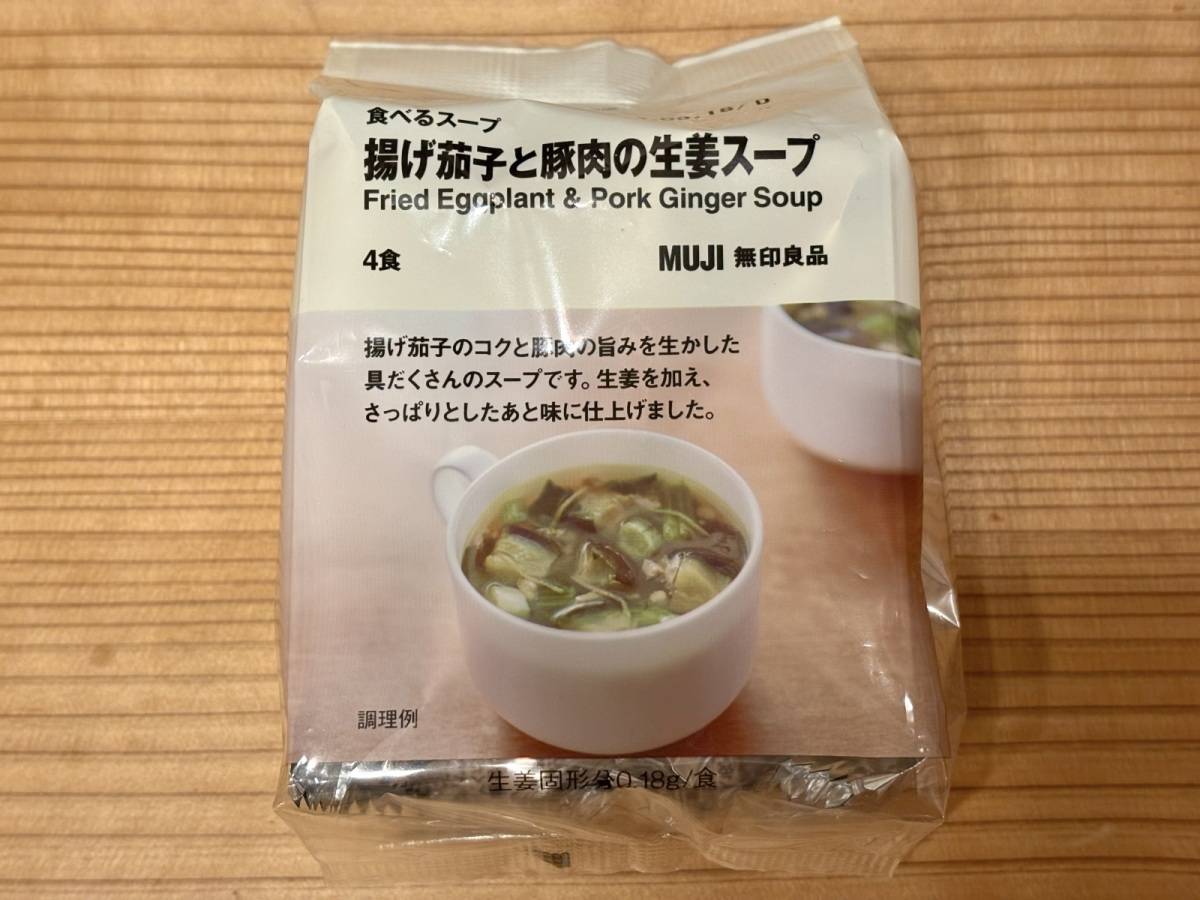 食べるスープ
揚げ茄子と豚肉の生姜スープ
Fried Eggplant & Pork Ginger Soup
4食
MUJI 無印良品
揚げ茄子のコクと豚肉の旨みを生かした
具だくさんのスープです。生姜を加え、
さっぱりとしたあと味に仕上げました。
調理例
生姜固形分0.18g/食